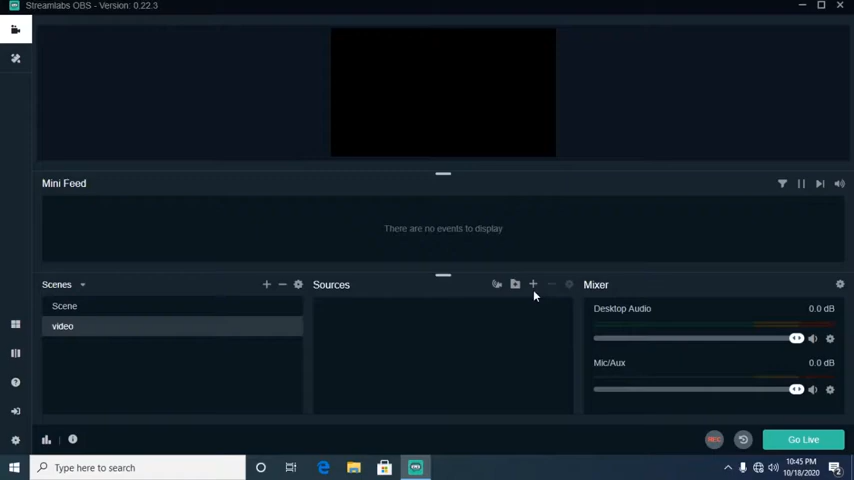 Streamlabs OBS - Version: 0.22.3
Mini Feed
There are no events to display
Scenes
Sources
Mixer
Scene
video
Desktop Audio 0.0 dB
Mic/Aux 0.0 dB
REC
Go Live
Type here to search
10:45 PM
10/18/2020
2